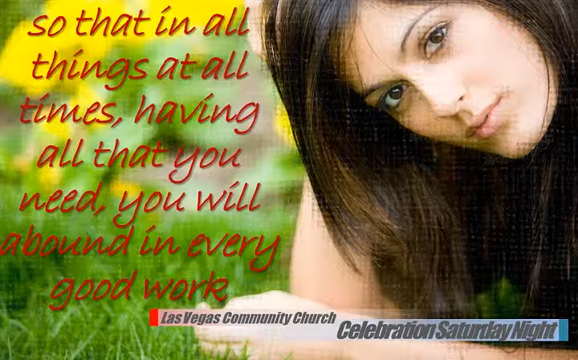 so that in all
things at all
times, having
all that you
need, you will
abound in every
good work
Las Vegas Community Church
Celebration Saturday Night